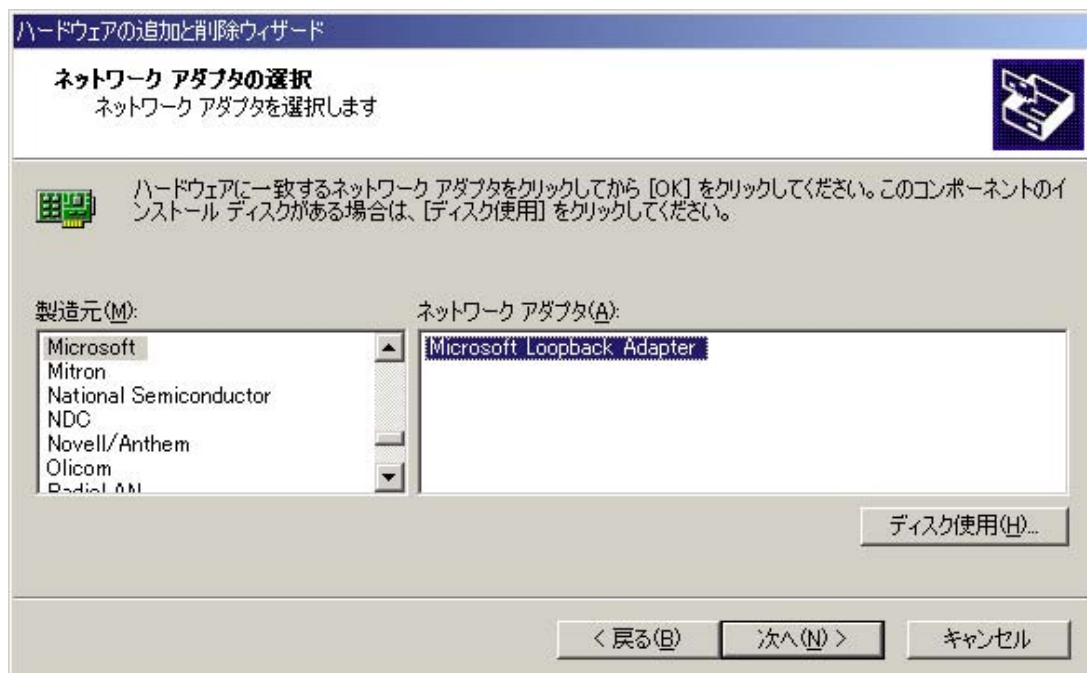 ハードウェアの追加と削除ウィザード
ネットワーク アダプタの選択
ネットワーク アダプタを選択します
ハードウェアに一致するネットワーク アダプタをクリックしてから [OK] をクリックしてください。このコンポーネントのイ
ンストール ディスクがある場合は、[ディスク使用] をクリックしてください。
製造元(M):
Microsoft
Mitron
National Semiconductor
NDC
Novell/Anthem
Olicom
RadioLAN
ネットワーク アダプタ(A):
Microsoft Loopback Adapter
ディスク使用(H)...
< 戻る(B)
次へ(N) >
キャンセル